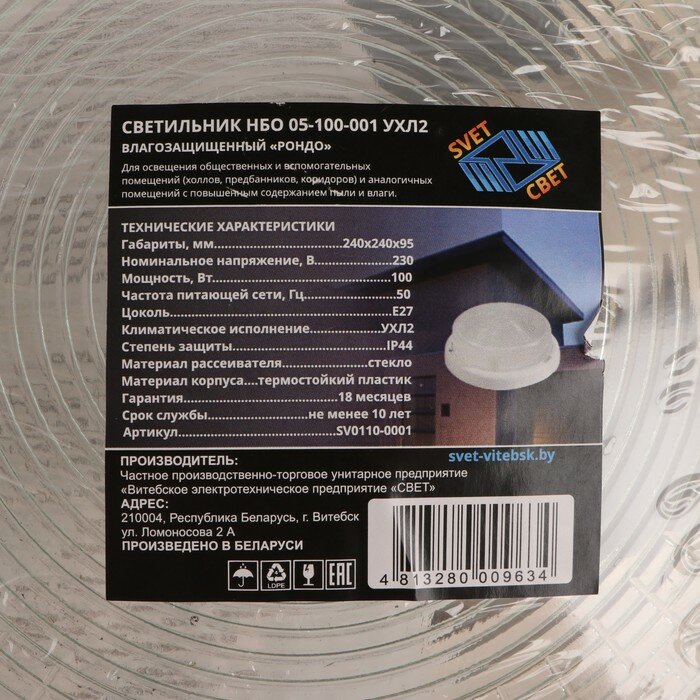 СВЕТИЛЬНИК НБО 05-100-001 УХЛ2
ВЛАГОЗАЩИЩЕННЫЙ «РОНДО»
Для освещения общественных и вспомогательных
помещений (холлов, предбанников, коридоров) и аналогичных
помещений с повышенным содержанием пыли и влаги.
SVET
СВЕТ
ТЕХНИЧЕСКИЕ ХАРАКТЕРИСТИКИ
Габариты, мм...................240х240х95
Номинальное напряжение, В...........230
Мощность, Вт...........................100
Частота питающей сети, Гц.............50
Цоколь..................................Е27
Климатическое исполнение..........УХЛ2
Степень защиты........................IP44
Материал рассеивателя.............стекло
Материал корпуса....термостойкий пластик
Гарантия........................18 месяцев
Срок службы...............не менее 10 лет
Артикул.......................SV0110-0001
svet-vitebsk.by
ПРОИЗВОДИТЕЛЬ:
Частное производственно-торговое унитарное предприятие
«Витебское электротехническое предприятие «СВЕТ»
АДРЕС:
210004, Республика Беларусь, г. Витебск
ул. Ломоносова 2 А
ПРОИЗВЕДЕНО В БЕЛАРУСИ
LDPE
EAC
4 813280 009634